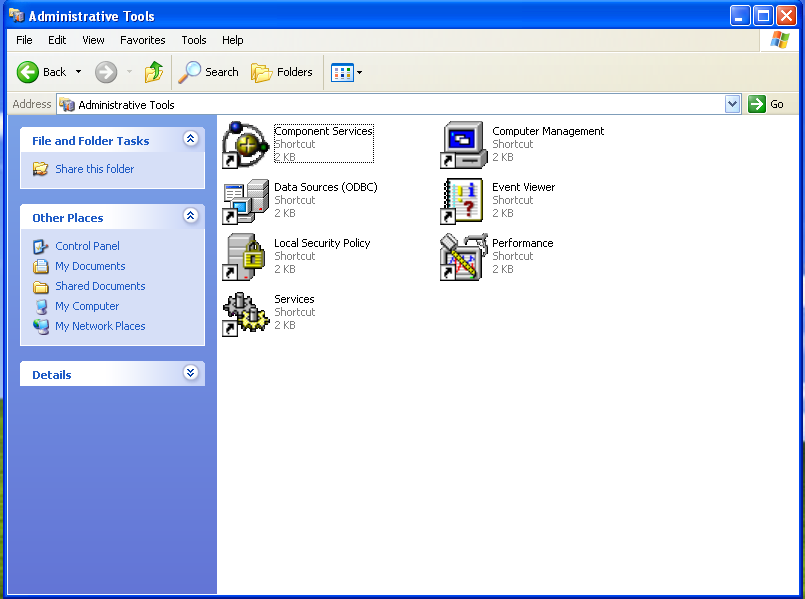 Administrative Tools
File Edit View Favorites Tools Help
Back Search Folders
Address Administrative Tools Go
File and Folder Tasks
Share this folder
Other Places
Control Panel
My Documents
Shared Documents
My Computer
My Network Places
Details
Component Services
Shortcut
2 KB
Computer Management
Shortcut
2 KB
Data Sources (ODBC)
Shortcut
2 KB
Event Viewer
Shortcut
2 KB
Local Security Policy
Shortcut
2 KB
Performance
Shortcut
2 KB
Services
Shortcut
2 KB